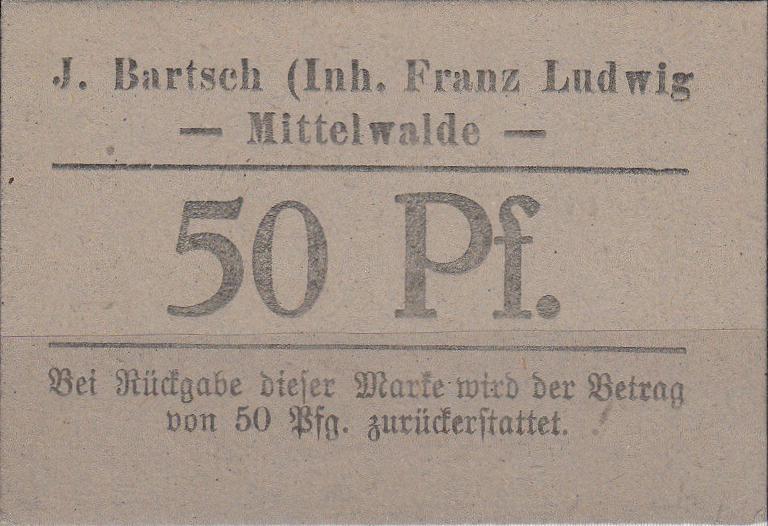 J. Bartsch (Inh. Franz Ludwig
— Mittelwalde —
50 Pf.
Bei Rückgabe dieser Marke wird der Betrag
von 50 Pfg. zurückerstattet.